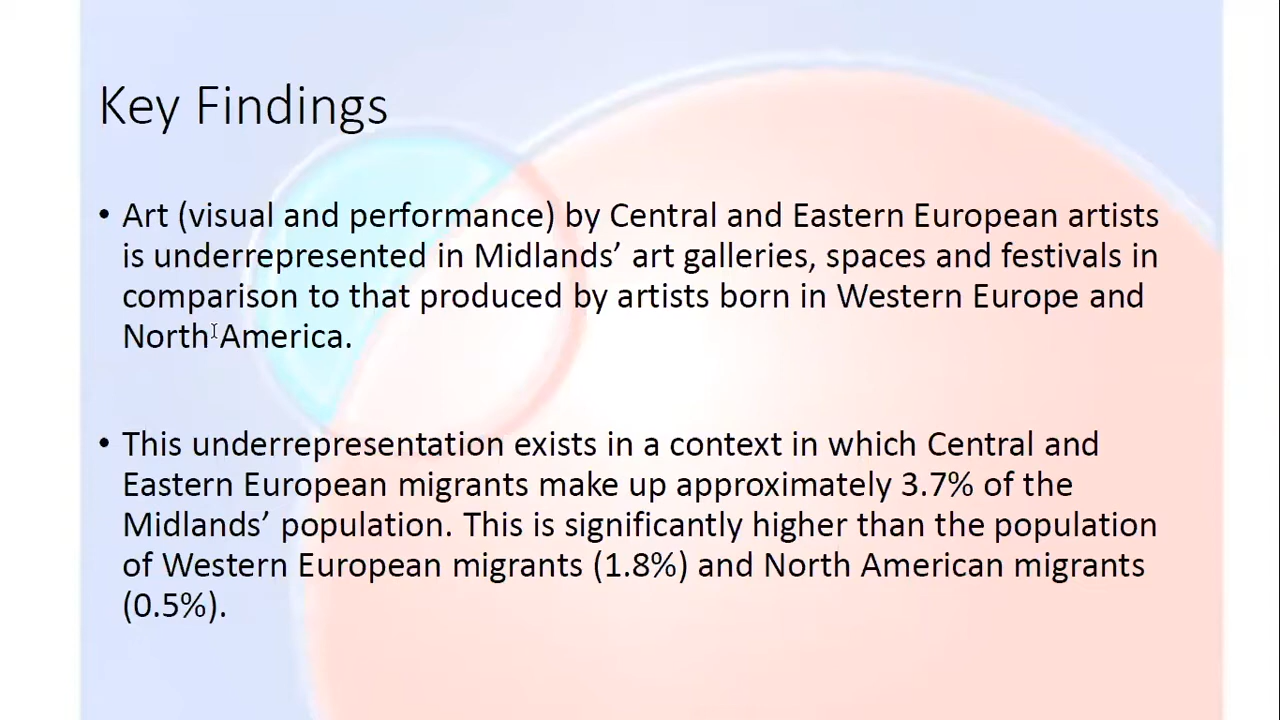 Key Findings
• Art (visual and performance) by Central and Eastern European artists
is underrepresented in Midlands’ art galleries, spaces and festivals in
comparison to that produced by artists born in Western Europe and
North America.
• This underrepresentation exists in a context in which Central and
Eastern European migrants make up approximately 3.7% of the
Midlands’ population. This is significantly higher than the population
of Western European migrants (1.8%) and North American migrants
(0.5%).